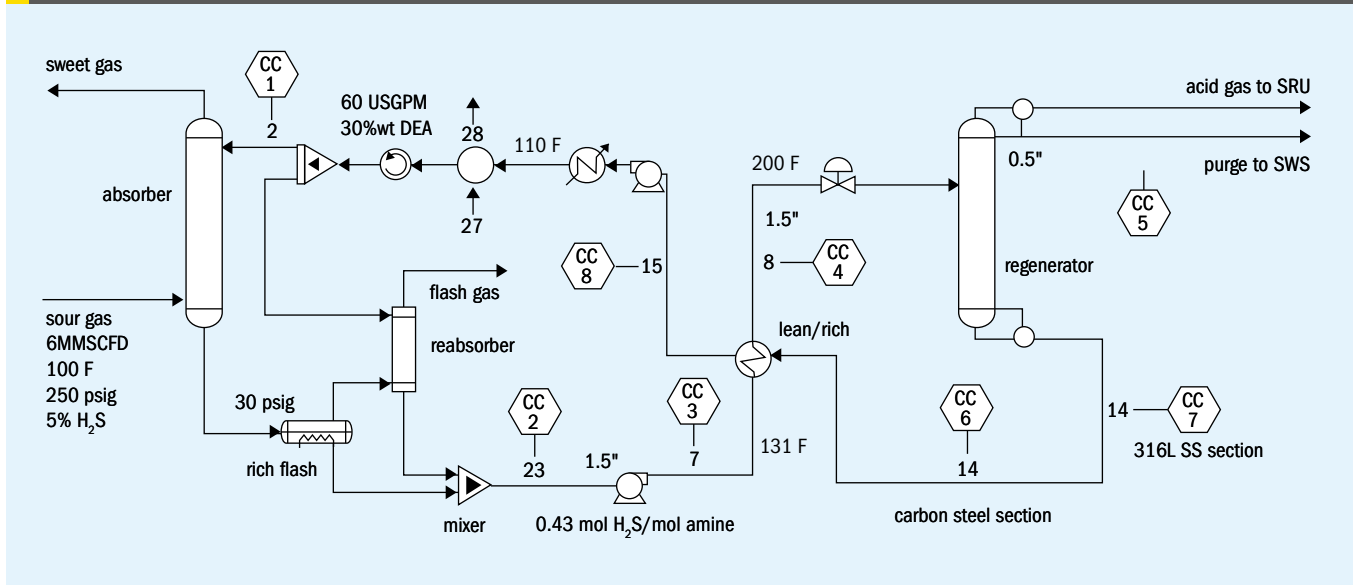 sweet gas
CC
1
2
absorber
sour gas
6MMSCFD
100 F
250 psig
5% H₂S
60 USGPM
30%wt DEA
28
27
110 F
CC
8
15
flash gas
reabsorber
30 psig
rich flash
mixer
CC
2
23
1.5"
0.43 mol H₂S/mol amine
CC
3
7
131 F
lean/rich
200 F
1.5"
8
CC
4
regenerator
acid gas to SRU
0.5"
purge to SWS
CC
5
CC
6
14
carbon steel section
14
CC
7
316L SS section